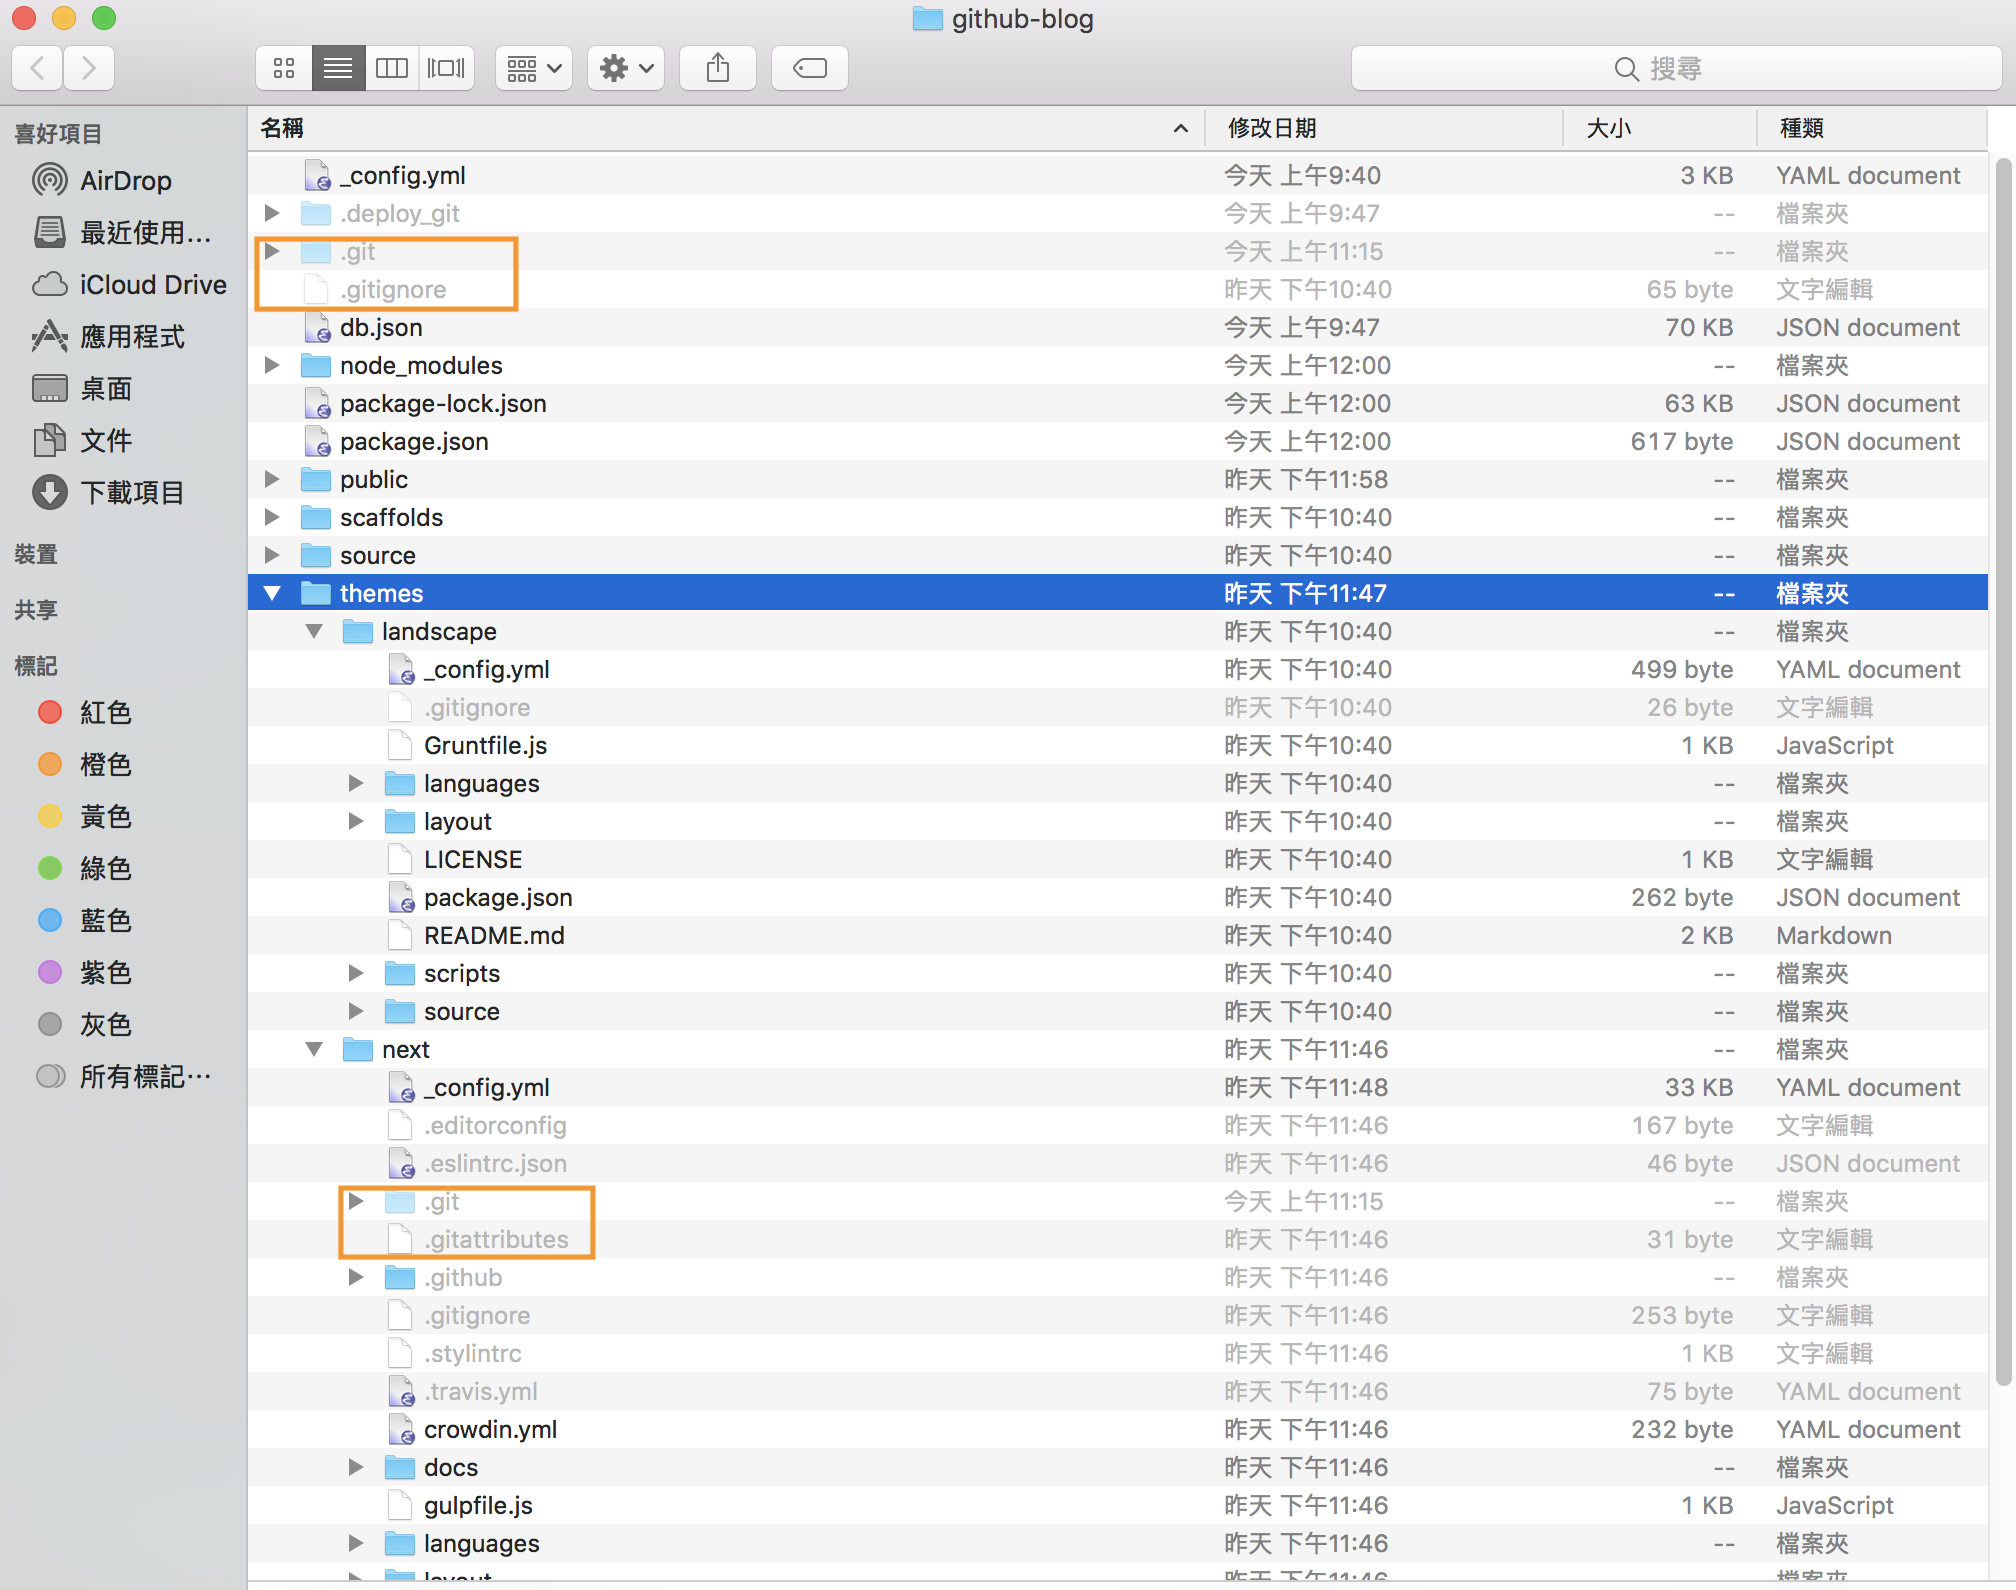 github-blog
搜尋
喜好項目
AirDrop
最近使用...
iCloud Drive
應用程式
桌面
文件
下載項目
裝置
共享
標記
紅色
橙色
黃色
綠色
藍色
紫色
灰色
所有標記...
名稱 修改日期 大小 種類
_config.yml 今天 上午9:40 3 KB YAML document
.deploy_git 今天 上午9:47 -- 檔案夾
.git 今天 上午11:15 -- 檔案夾
.gitignore 昨天 下午10:40 65 byte 文字編輯
db.json 今天 上午9:47 70 KB JSON document
node_modules 今天 上午12:00 -- 檔案夾
package-lock.json 今天 上午12:00 63 KB JSON document
package.json 今天 上午12:00 617 byte JSON document
public 昨天 下午11:58 -- 檔案夾
scaffolds 昨天 下午10:40 -- 檔案夾
source 昨天 下午10:40 -- 檔案夾
themes 昨天 下午11:47 -- 檔案夾
landscape 昨天 下午10:40 -- 檔案夾
_config.yml 昨天 下午10:40 499 byte YAML document
.gitignore 昨天 下午10:40 26 byte 文字編輯
Gruntfile.js 昨天 下午10:40 1 KB JavaScript
languages 昨天 下午10:40 -- 檔案夾
layout 昨天 下午10:40 -- 檔案夾
LICENSE 昨天 下午10:40 1 KB 文字編輯
package.json 昨天 下午10:40 262 byte JSON document
README.md 昨天 下午10:40 2 KB Markdown
scripts 昨天 下午10:40 -- 檔案夾
source 昨天 下午10:40 -- 檔案夾
next 昨天 下午11:46 -- 檔案夾
_config.yml 昨天 下午11:48 33 KB YAML document
.editorconfig 昨天 下午11:46 167 byte 文字編輯
.eslintrc.json 昨天 下午11:46 46 byte JSON document
.git 今天 上午11:15 -- 檔案夾
.gitattributes 昨天 下午11:46 31 byte 文字編輯
.github 昨天 下午11:46 -- 檔案夾
.gitignore 昨天 下午11:46 253 byte 文字編輯
.stylintrc 昨天 下午11:46 1 KB 文字編輯
.travis.yml 昨天 下午11:46 75 byte YAML document
crowdin.yml 昨天 下午11:46 232 byte YAML document
docs 昨天 下午11:46 -- 檔案夾
gulpfile.js 昨天 下午11:46 1 KB JavaScript
languages 昨天 下午11:46 -- 檔案夾
layout 昨天 下午11:46 -- 檔案夾